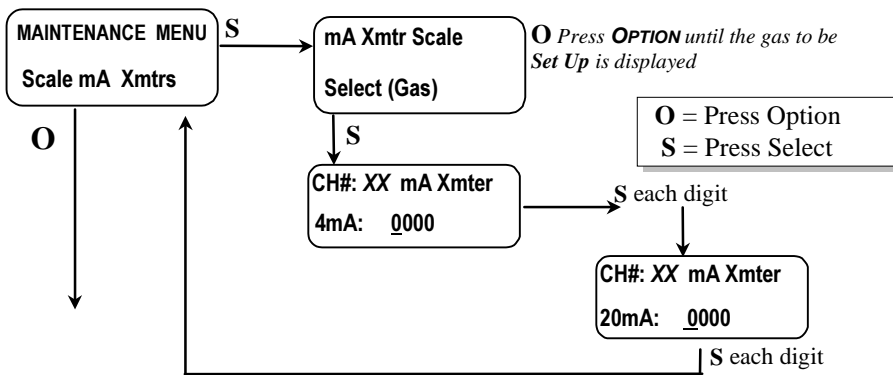 MAINTENANCE MENU
Scale mA Xmtrs
S
mA Xmtr Scale
Select (Gas)
O Press OPTION until the gas to be
Set Up is displayed
O
S
O = Press Option
S = Press Select
CH#: XX mA Xmter
4mA: 0000
S each digit
CH#: XX mA Xmter
20mA: 0000
S each digit